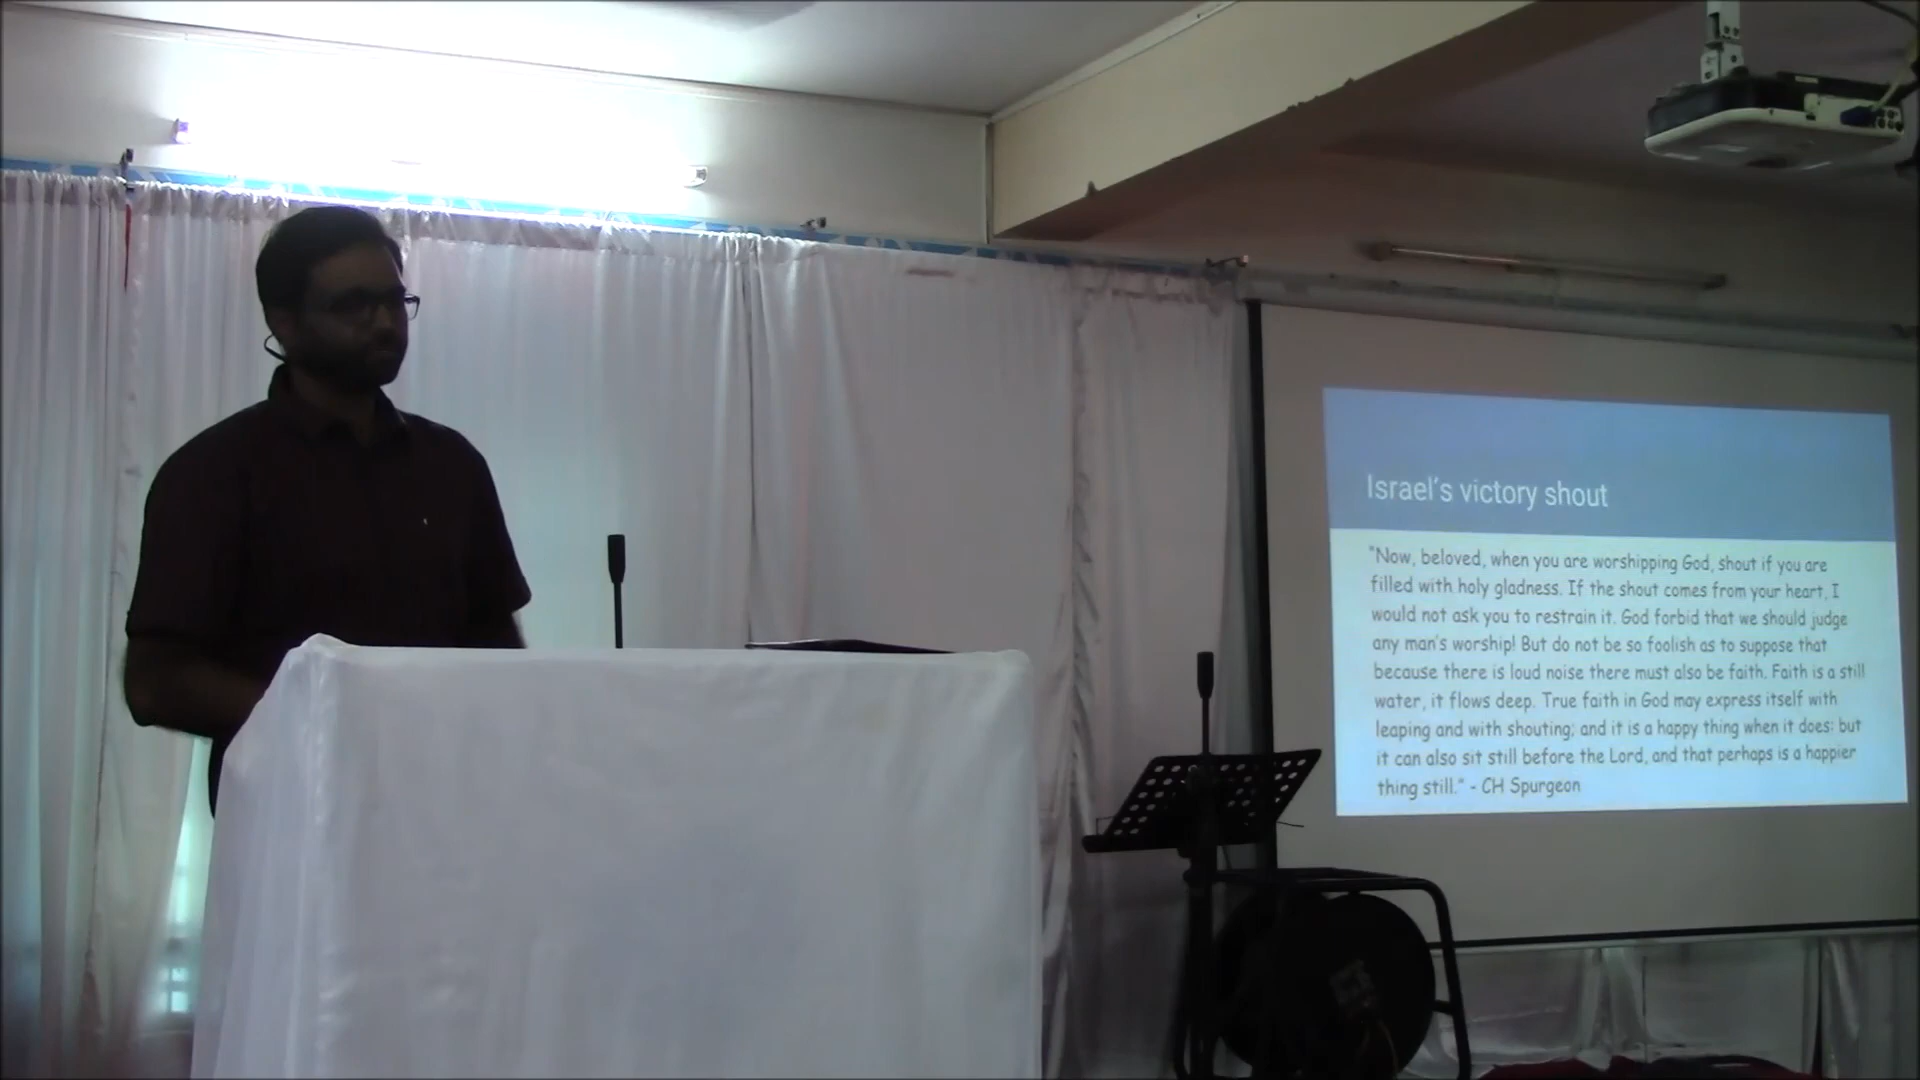 Israel's victory shout
"Now, beloved, when you are worshipping God, shout if you are
filled with holy gladness. If the shout comes from your heart, I
would not ask you to restrain it. God forbid that we should judge
any man's worship! But do not be so foolish as to suppose that
because there is loud noise there must also be faith. Faith is a still
water, it flows deep. True faith in God may express itself with
leaping and with shouting; and it is a happy thing when it does: but
it can also sit still before the Lord, and that perhaps is a happier
thing still." - CH Spurgeon